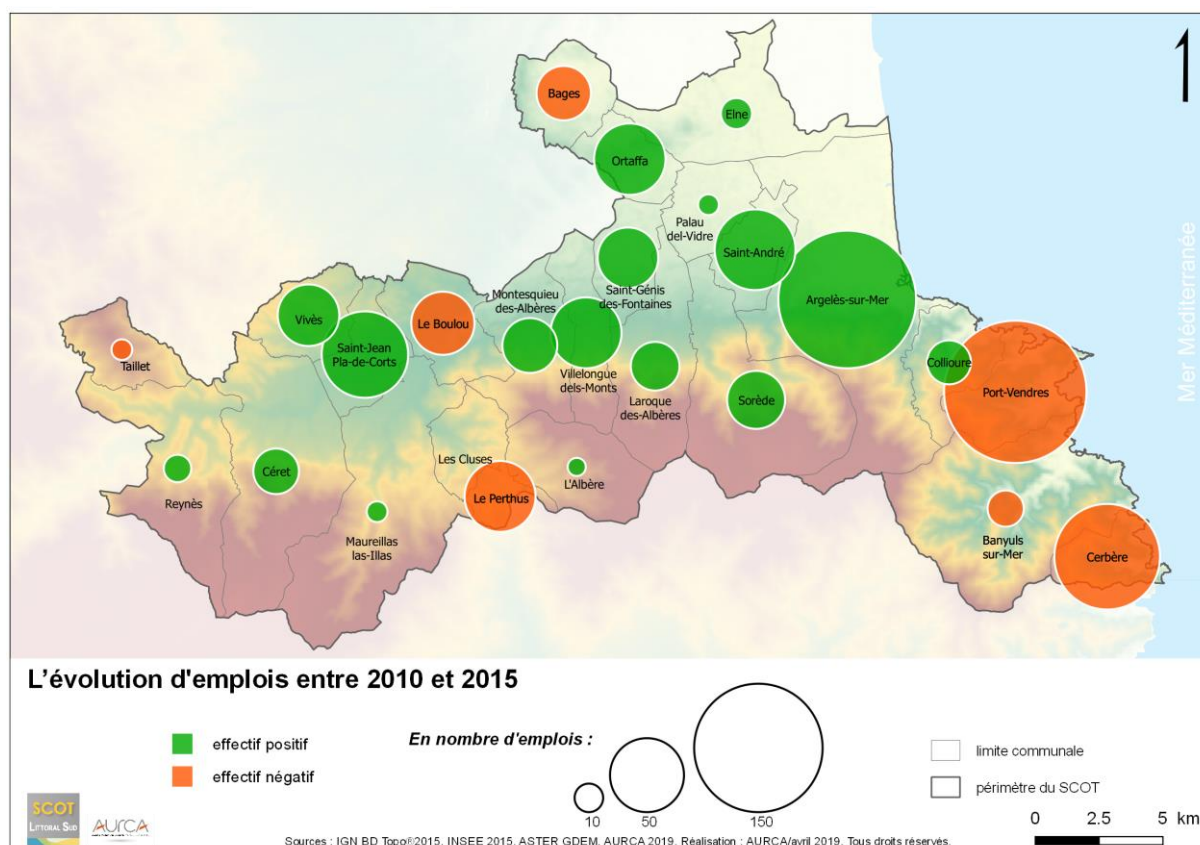 Bages
Elne
Ortaffa
Palau
del-Vidre
Saint-André
Saint-Génis
des-Fontaines
Argelès-sur-Mer
Mer Méditerranée
Montesquieu
des-Albères
Vivès
Le Boulou
Saint-Jean
Pla-de-Corts
Taillet
Villelongue
dels-Monts
Laroque
des-Albères
Collioure
Port-Vendres
Sorède
Les Cluses
L'Albère
Céret
Reynès
Le Perthus
Maureillas
las-Illas
Banyuls
sur-Mer
Cerbère
L'évolution d'emplois entre 2010 et 2015
effectif positif
effectif négatif
En nombre d'emplois :
10
50
150
limite communale
périmètre du SCOT
0 2.5 5 km
SCOT
LITTORAL SUD
AURCA
Sources : IGN BD Topo®2015, INSEE 2015, ASTER GDEM, AURCA 2019. Réalisation : AURCA/avril 2019. Tous droits réservés.